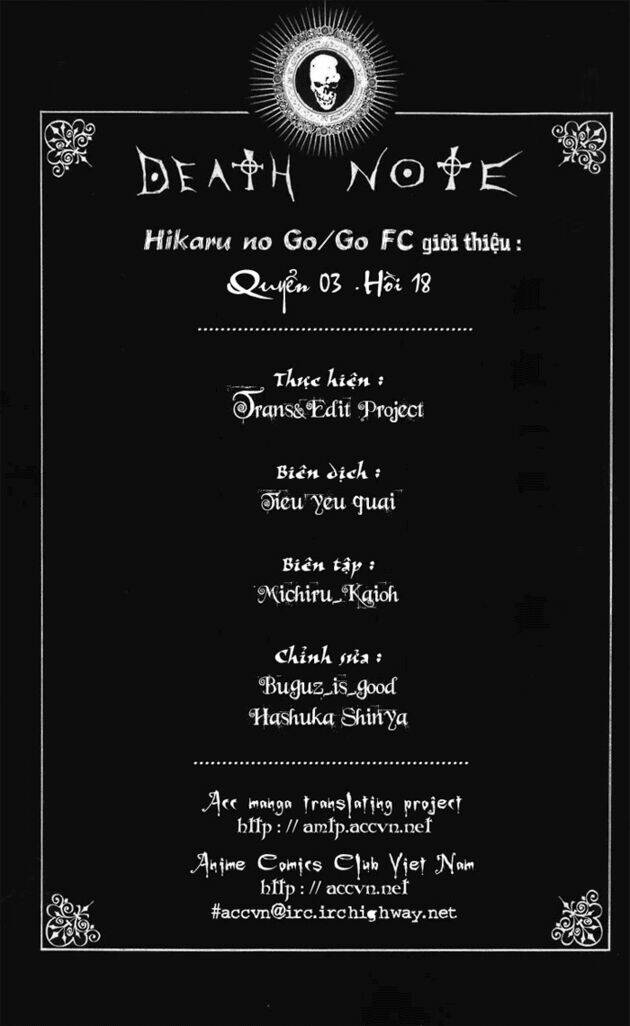 DEATH NOTE
Hikaru no Go/Go FC giới thiệu :
Quyển 03 . Hồi 18
Thực hiện :
Trans&Edit Project
Biên dịch :
Tieu yeu quai
Biên tập :
Michiru_Kaioh
Chỉnh sửa :
Buguz_is_good
Hashuka Shinya
Acc manga translating project
http : // amtp.accvn.net
Anime Comics Club Viet Nam
http : // accvn.net
#accvn@irc.irchighway.net